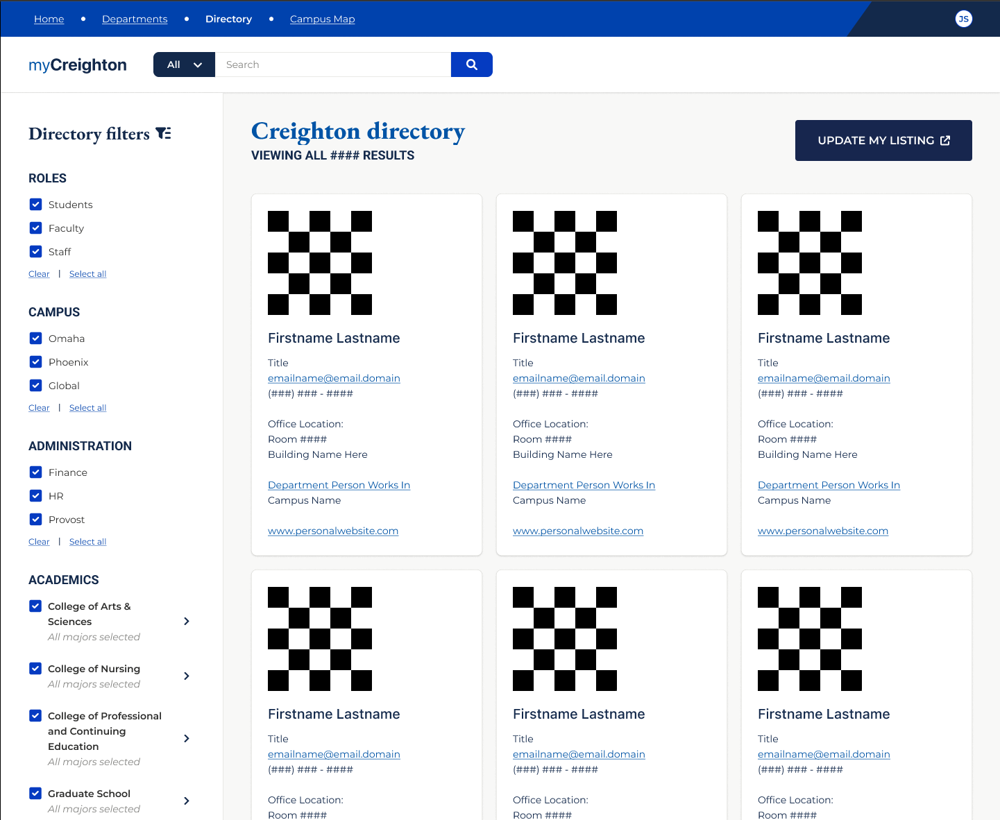 Home • Departments • Directory • Campus Map
JS
myCreighton
All
Search
Directory filters
ROLES
Students
Faculty
Staff
Clear | Select all
CAMPUS
Omaha
Phoenix
Global
Clear | Select all
ADMINISTRATION
Finance
HR
Provost
Clear | Select all
ACADEMICS
College of Arts &
Sciences
All majors selected
College of Nursing
All majors selected
College of Professional
and Continuing
Education
All majors selected
Graduate School
All majors selected
Creighton directory
VIEWING ALL #### RESULTS
UPDATE MY LISTING
Firstname Lastname
Title
emailname@email.domain
(###) ### - ####
Office Location:
Room ####
Building Name Here
Department Person Works In
Campus Name
www.personalwebsite.com
Firstname Lastname
Title
emailname@email.domain
(###) ### - ####
Office Location:
Room ####
Building Name Here
Department Person Works In
Campus Name
www.personalwebsite.com
Firstname Lastname
Title
emailname@email.domain
(###) ### - ####
Office Location:
Room ####
Building Name Here
Department Person Works In
Campus Name
www.personalwebsite.com
Firstname Lastname
Title
emailname@email.domain
(###) ### - ####
Office Location:
Room ####
Firstname Lastname
Title
emailname@email.domain
(###) ### - ####
Office Location:
Room ####
Firstname Lastname
Title
emailname@email.domain
(###) ### - ####
Office Location:
Room ####